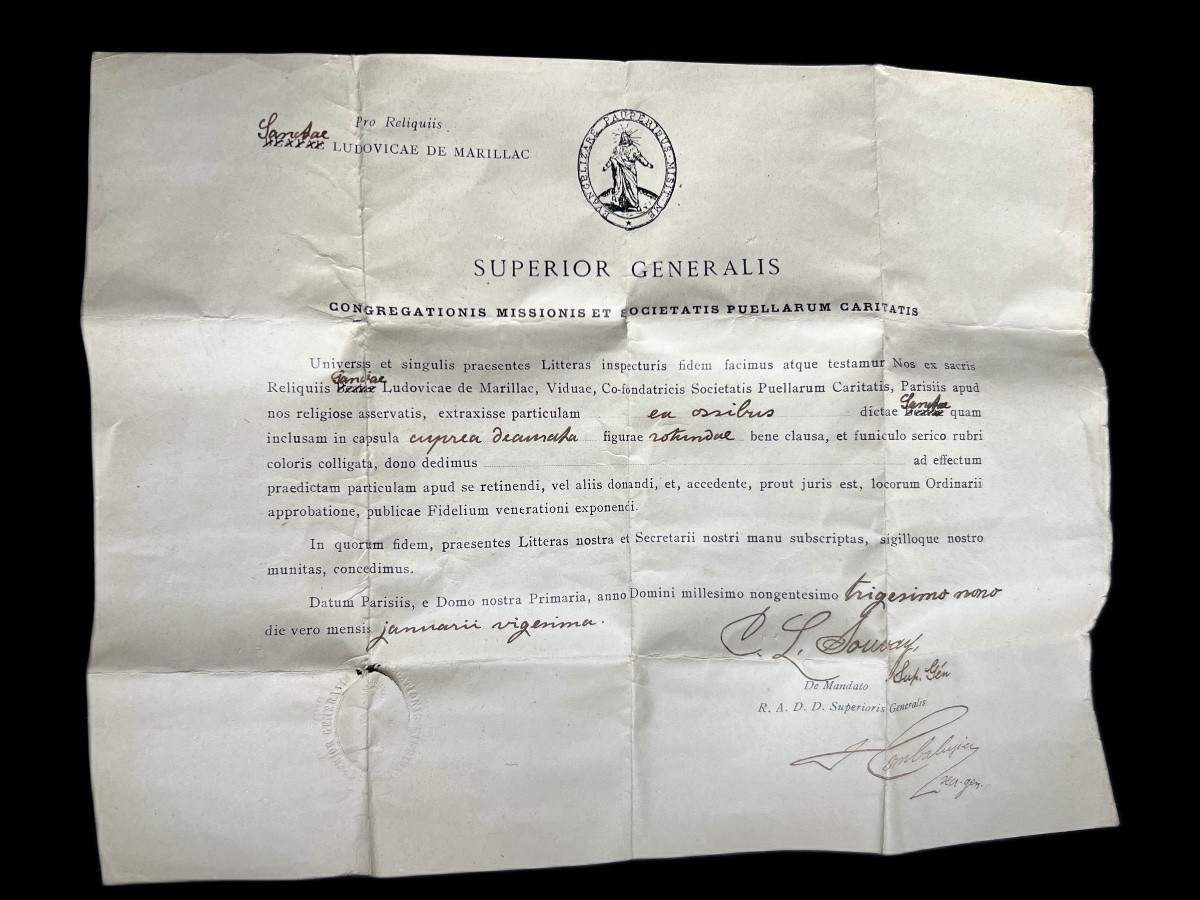 Pro Reliquiis
Sanctae
LUDOVICAE DE MARILLAC
EVANGELIZARE PAUPERIBUS MISIT ME
SUPERIOR GENERALIS
CONGREGATIONIS MISSIONIS ET SOCIETATIS PUELLARUM CARITATIS
Universis et singulis praesentes Litteras inspecturis fidem facimus atque testamur Nos ex sacris
Reliquiis Sanctae Ludovicae de Marillac, Viduae, Co-fondatricis Societatis Puellarum Caritatis, Parisiis apud
nos religiose asservatis, extraxisse particulam ex ossibus dictae Sanctae quam
inclusam in capsula cuprea deaurata figurae rotundae bene clausa, et funiculo serico rubri
coloris colligata, dono dedimus ad effectum
praedictam particulam apud se retinendi, vel aliis donandi, et, accedente, prout juris est, locorum Ordinarii
approbatione, publicae Fidelium venerationi exponendi.
In quorum fidem, praesentes Litteras nostra et Secretarii nostri manu subscriptas, sigilloque nostro
munitas, concedimus.
Datum Parisiis, e Domo nostra Primaria, anno Domini millesimo nongentesimo trigesimo nono
die vero mensis januarii vigesima.
C. L. Souvay,
Sup. Gén
De Mandato
R. A. D. D. Superioris Generalis
SUPERIOR GENERALIS